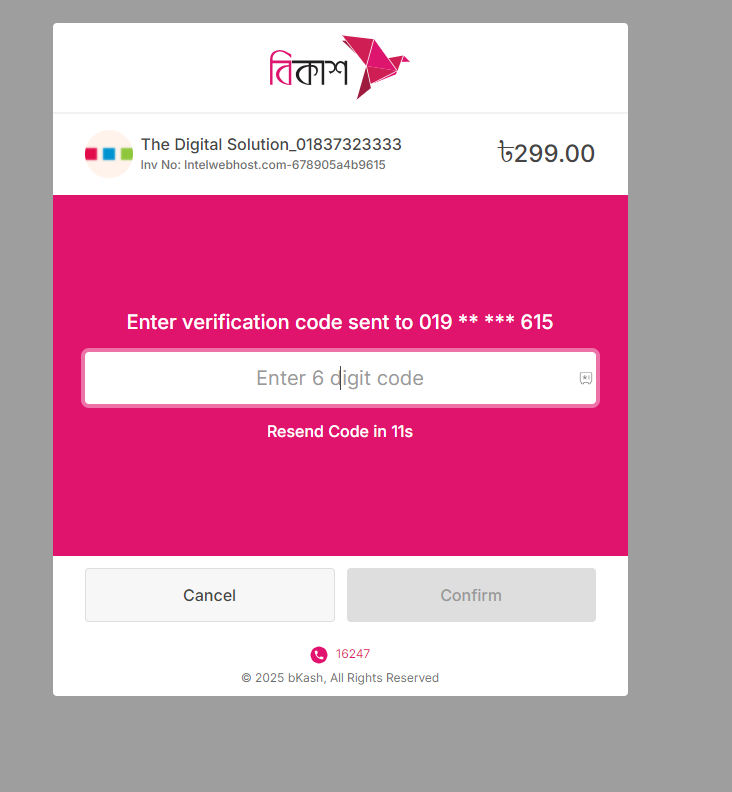 বিকাশ
The Digital Solution_01837323333
Inv No: Intelwebhost.com-678905a4b9615
৳299.00
Enter verification code sent to 019 ** *** 615
Enter 6 digit code
Resend Code in 11s
Cancel
Confirm
16247
© 2025 bKash, All Rights Reserved